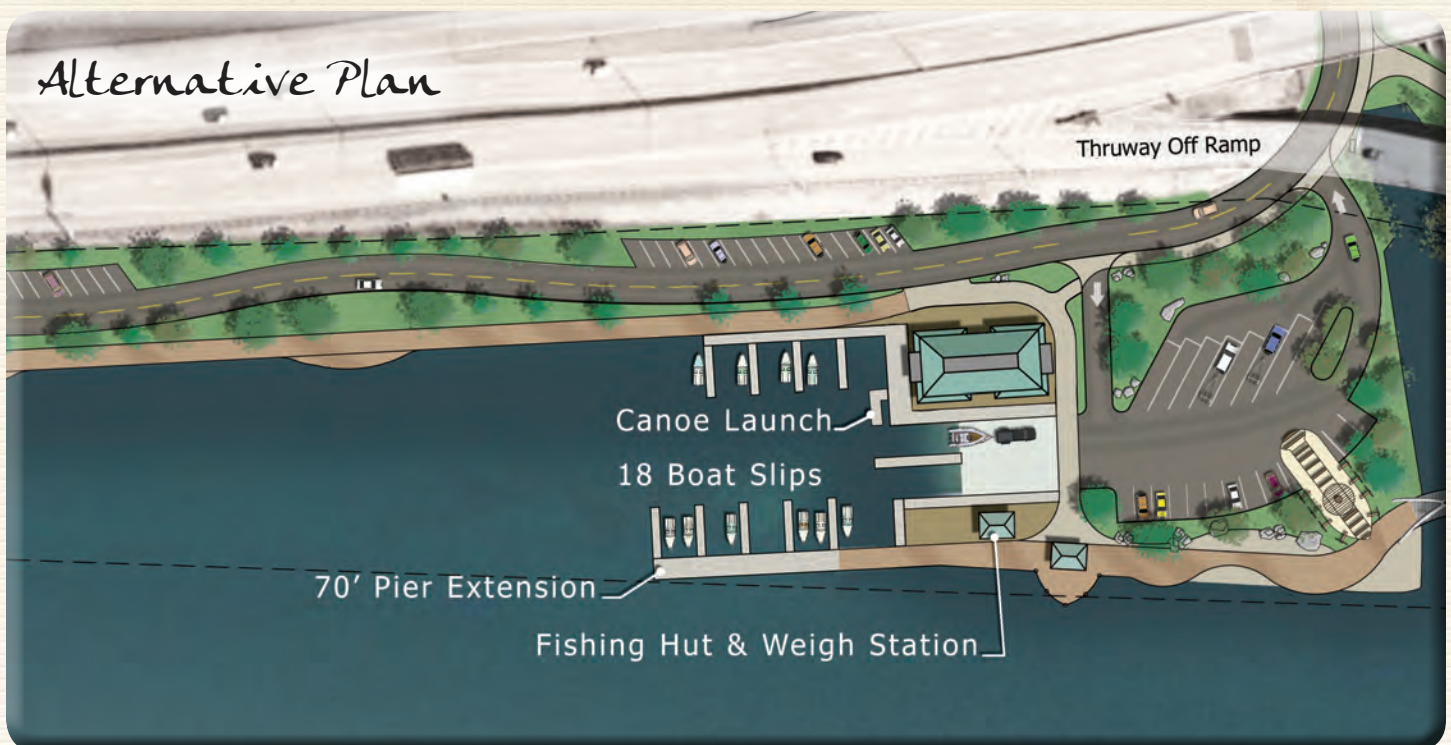 Alternative Plan
Thruway Off Ramp
Canoe Launch
18 Boat Slips
70' Pier Extension
Fishing Hut & Weigh Station